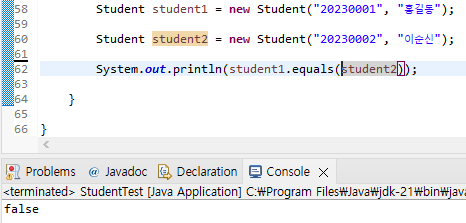 58 Student student1 = new Student("20230001", "홍길동");
59
60 Student student2 = new Student("20230002", "이순신");
61
62 System.out.println(student1.equals(student2));
63
64 }
65
66 }
Problems @ Javadoc Declaration Console
<terminated> StudentTest [Java Application] C:₩Program Files₩Java₩jdk-21₩bin₩java
false